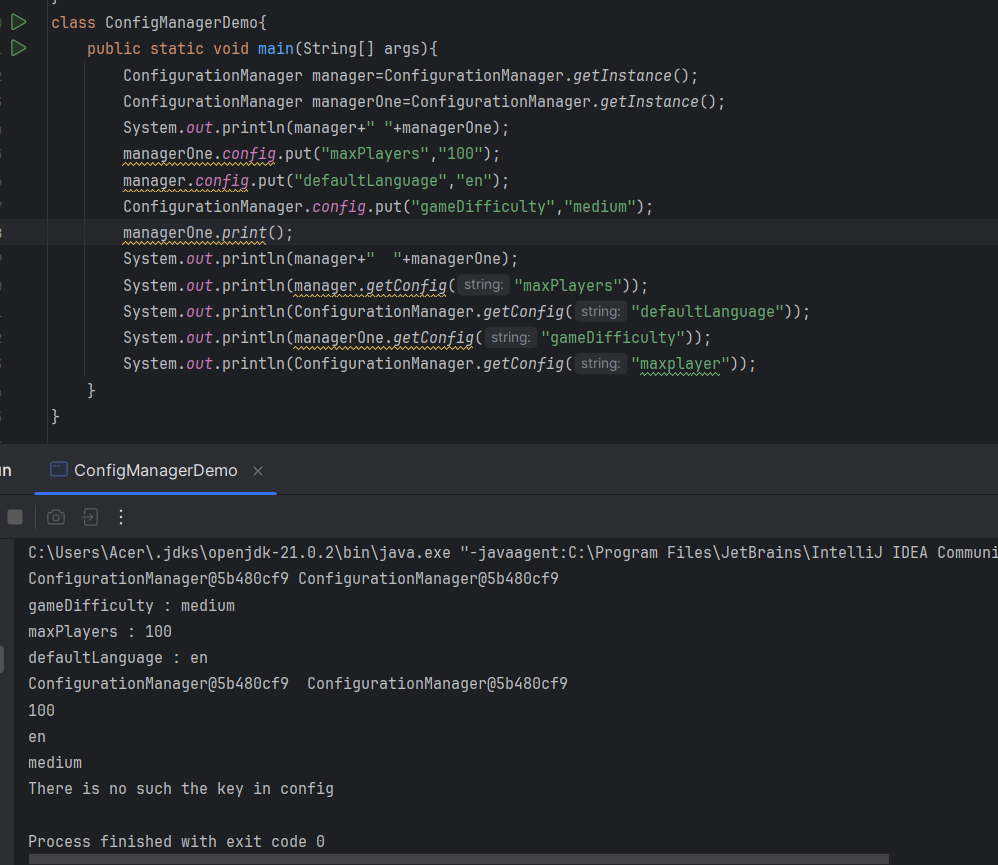 }
class ConfigManagerDemo{
public static void main(String[] args){
ConfigurationManager manager=ConfigurationManager.getInstance();
ConfigurationManager managerOne=ConfigurationManager.getInstance();
System.out.println(manager+" "+managerOne);
managerOne.config.put("maxPlayers","100");
manager.config.put("defaultLanguage","en");
ConfigurationManager.config.put("gameDifficulty","medium");
managerOne.print();
System.out.println(manager+"  "+managerOne);
System.out.println(manager.getConfig( string: "maxPlayers"));
System.out.println(ConfigurationManager.getConfig( string: "defaultLanguage"));
System.out.println(managerOne.getConfig( string: "gameDifficulty"));
System.out.println(ConfigurationManager.getConfig( string: "maxplayer"));
}
}
ConfigManagerDemo ×
C:\Users\Acer\.jdks\openjdk-21.0.2\bin\java.exe "-javaagent:C:\Program Files\JetBrains\IntelliJ IDEA Communi
ConfigurationManager@5b480cf9 ConfigurationManager@5b480cf9
gameDifficulty : medium
maxPlayers : 100
defaultLanguage : en
ConfigurationManager@5b480cf9  ConfigurationManager@5b480cf9
100
en
medium
There is no such the key in config
Process finished with exit code 0